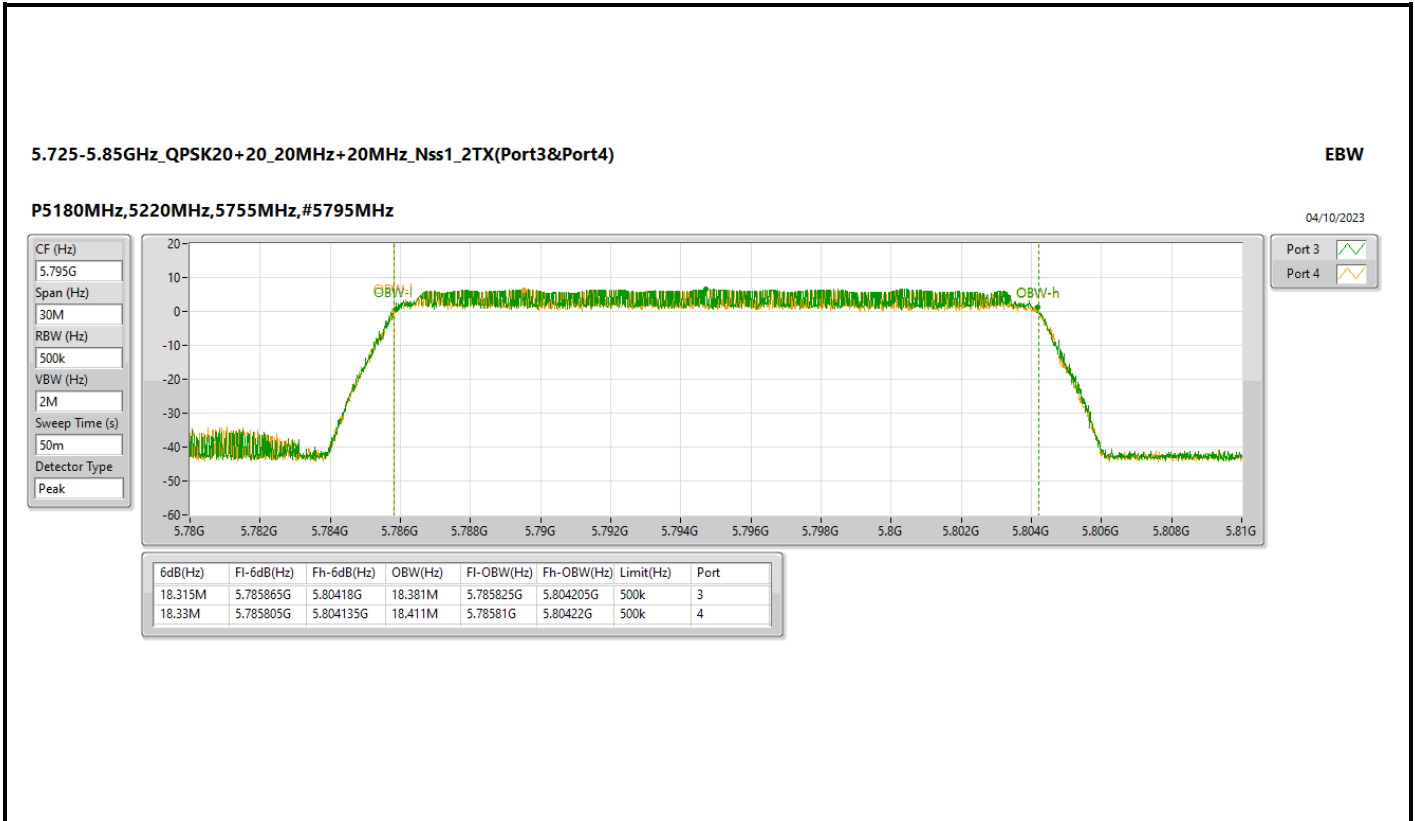 5.725-5.85GHz_QPSK20+20_20MHz+20MHz_Nss1_2TX(Port3&Port4)
EBW
P5180MHz,5220MHz,5755MHz,#5795MHz
04/10/2023
CF (Hz)
5.795G
Span (Hz)
30M
RBW (Hz)
500k
VBW (Hz)
2M
Sweep Time (s)
50m
Detector Type
Peak
20
10
0
-10
-20
-30
-40
-50
-60
OBW-l
OBW-h
5.78G 5.782G 5.784G 5.786G 5.788G 5.79G 5.792G 5.794G 5.796G 5.798G 5.8G 5.802G 5.804G 5.806G 5.808G 5.81G
Port 3
Port 4
6dB(Hz) Fl-6dB(Hz) Fh-6dB(Hz) OBW(Hz) Fl-OBW(Hz) Fh-OBW(Hz) Limit(Hz) Port
18.315M 5.785865G 5.80418G 18.381M 5.785825G 5.804205G 500k 3
18.33M 5.785805G 5.804135G 18.411M 5.78581G 5.80422G 500k 4